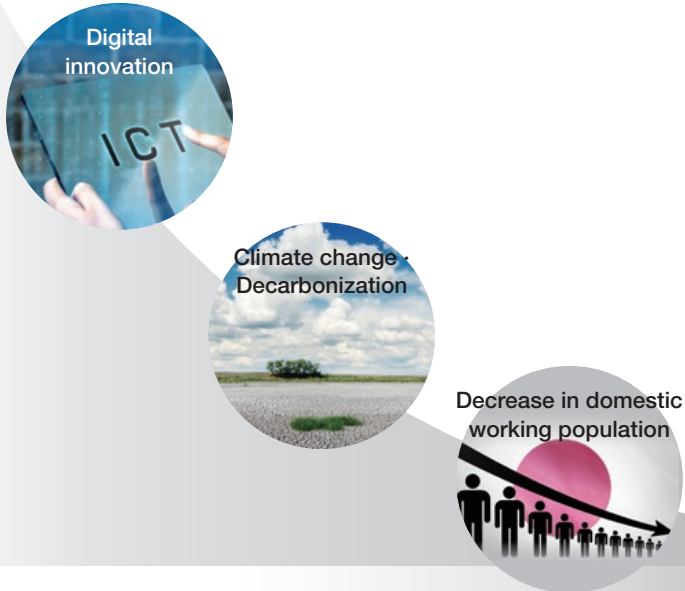 Digital
innovation
ICT
Climate change ·
Decarbonization
Decrease in domestic
working population